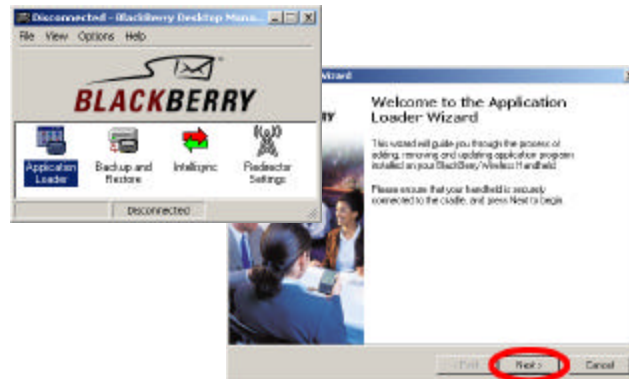 Disconnected - BlackBerry Desktop Mana...
File View Options Help
BLACKBERRY
Application Loader
Backup and Restore
Intellisync
Redirector Settings
Disconnected
Wizard
RY
Welcome to the Application
Loader Wizard
This wizard will guide you through the process of
adding, removing and updating application programs
installed on your BlackBerry Wireless Handheld.
Please ensure that your handheld is securely
connected to the cradle, and press Next to begin.
Next >
Cancel